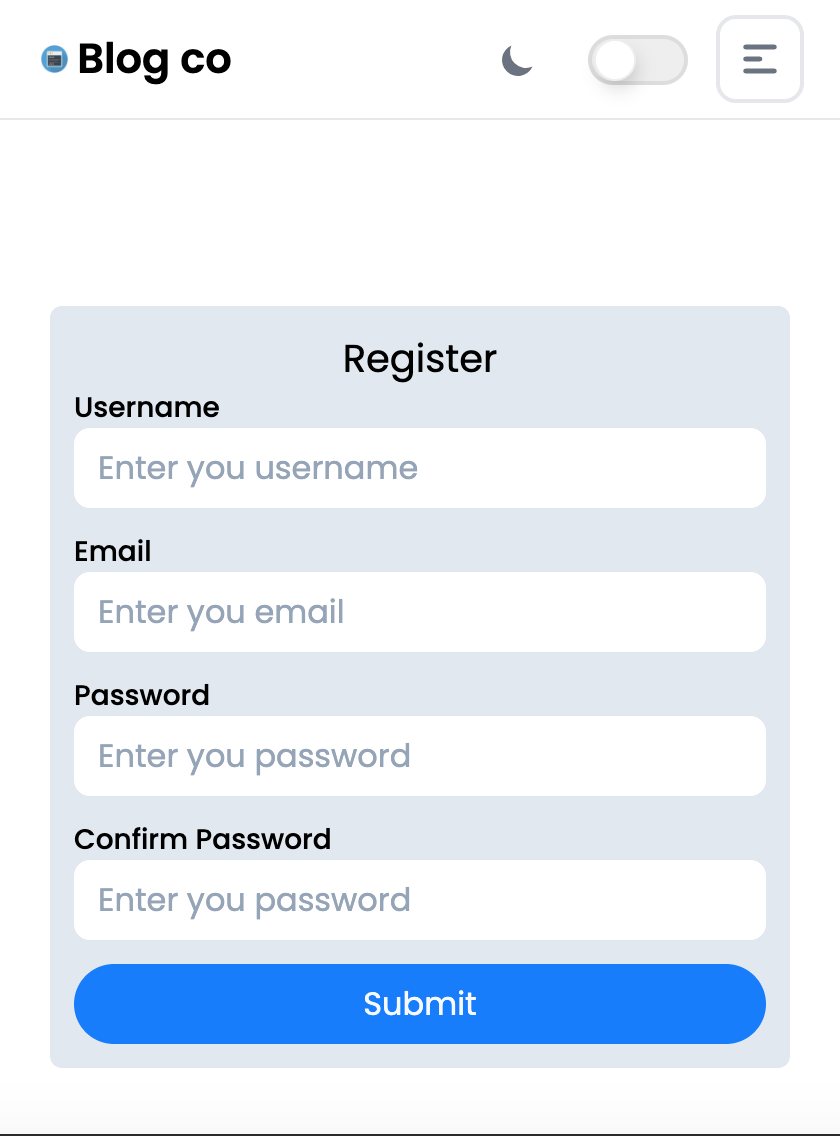 Blog co
Register
Username
Enter you username
Email
Enter you email
Password
Enter you password
Confirm Password
Enter you password
Submit